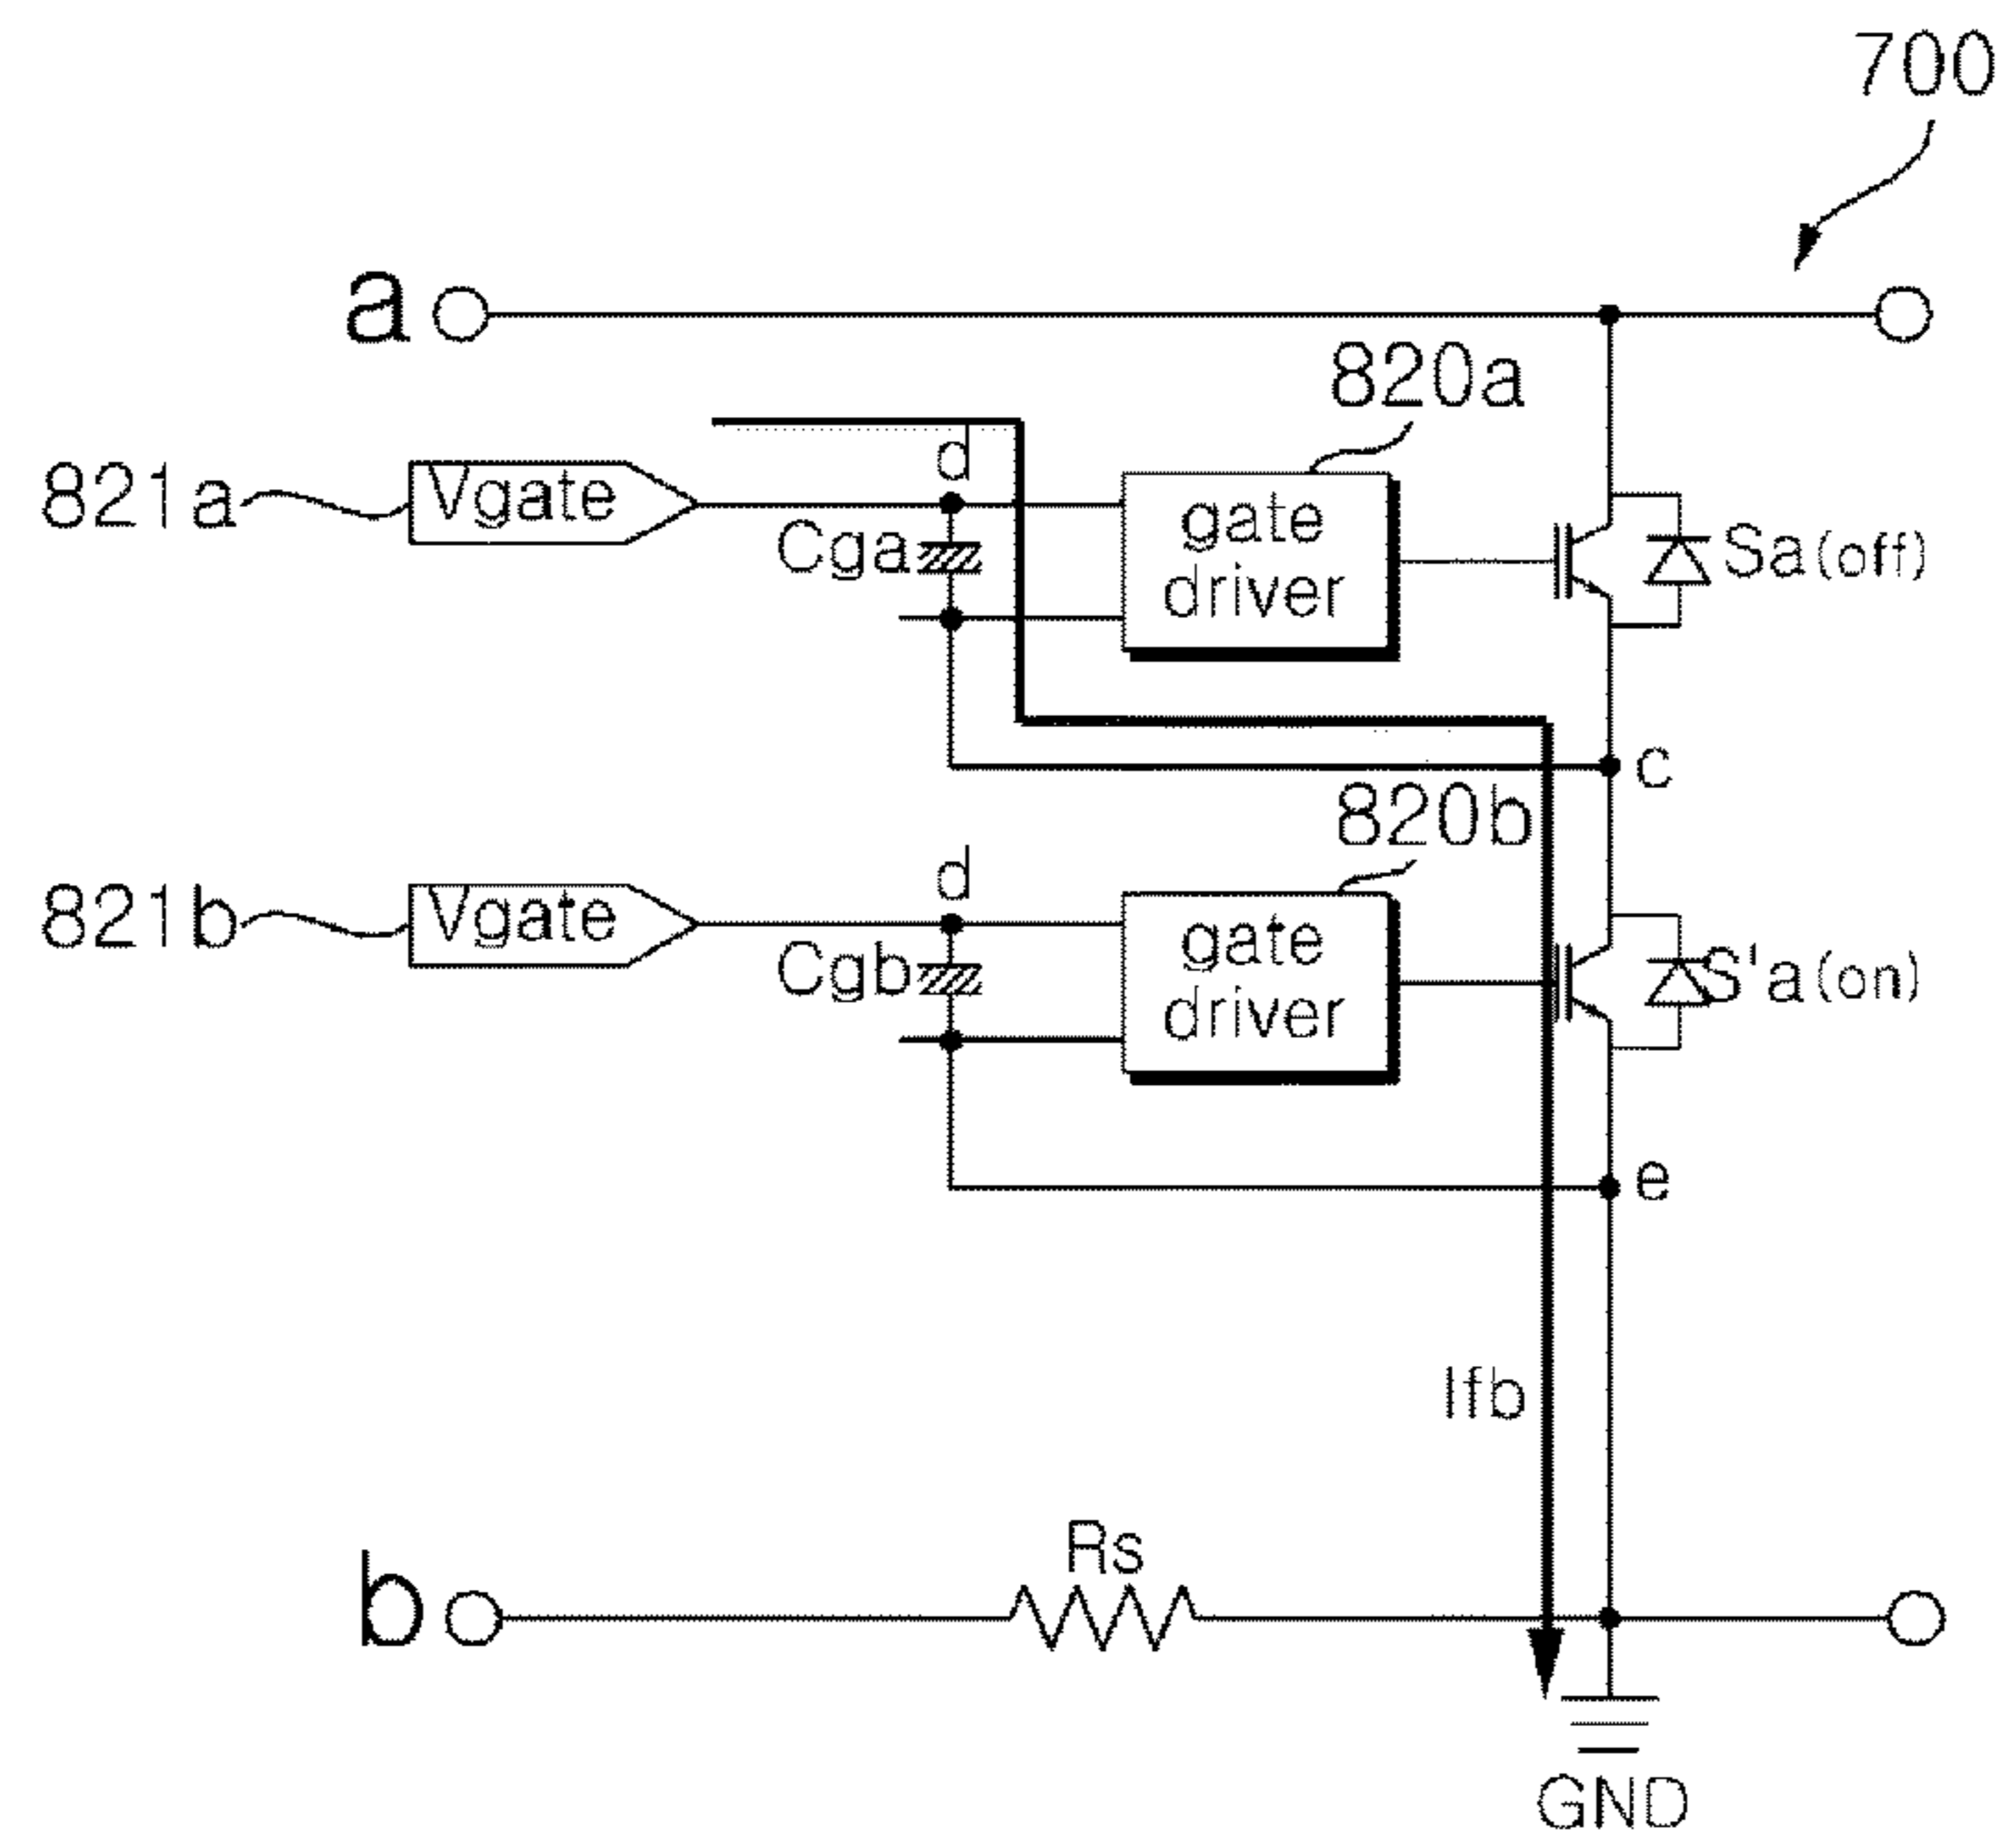 700
a
820a
d
821a
Vgate
Cga
gate
driver
Sa(off)
c
820b
d
821b
Vgate
Cgb
gate
driver
S'a(on)
e
Ifb
Rs
b
GND